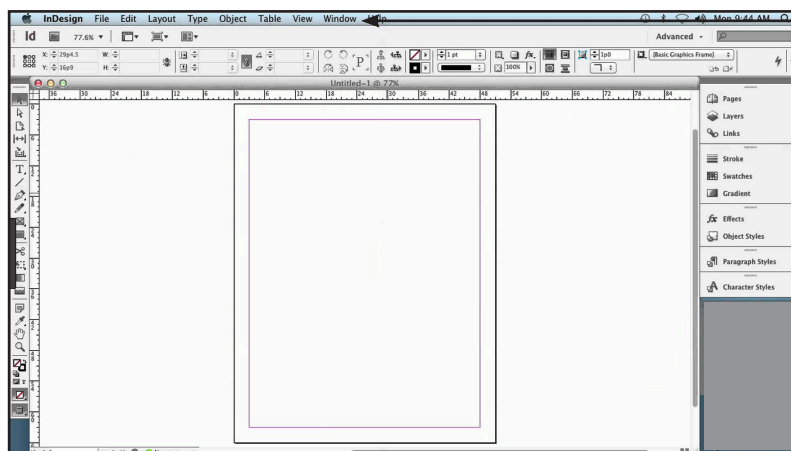 InDesign File Edit Layout Type Object Table View Window Help Mon 9:44 AM
Id 77.6% Advanced
X: 29p4.5 W: 1 pt 1p0 [Basic Graphics Frame]
Y: 16p9 H: P 100%
Untitled-1 @ 77%
36 30 24 18 12 6 0 6 12 18 24 30 36 42 48 54 60 66 72 78 84
Pages
Layers
Links
Stroke
Swatches
Gradient
fx Effects
Object Styles
Paragraph Styles
A Character Styles
T